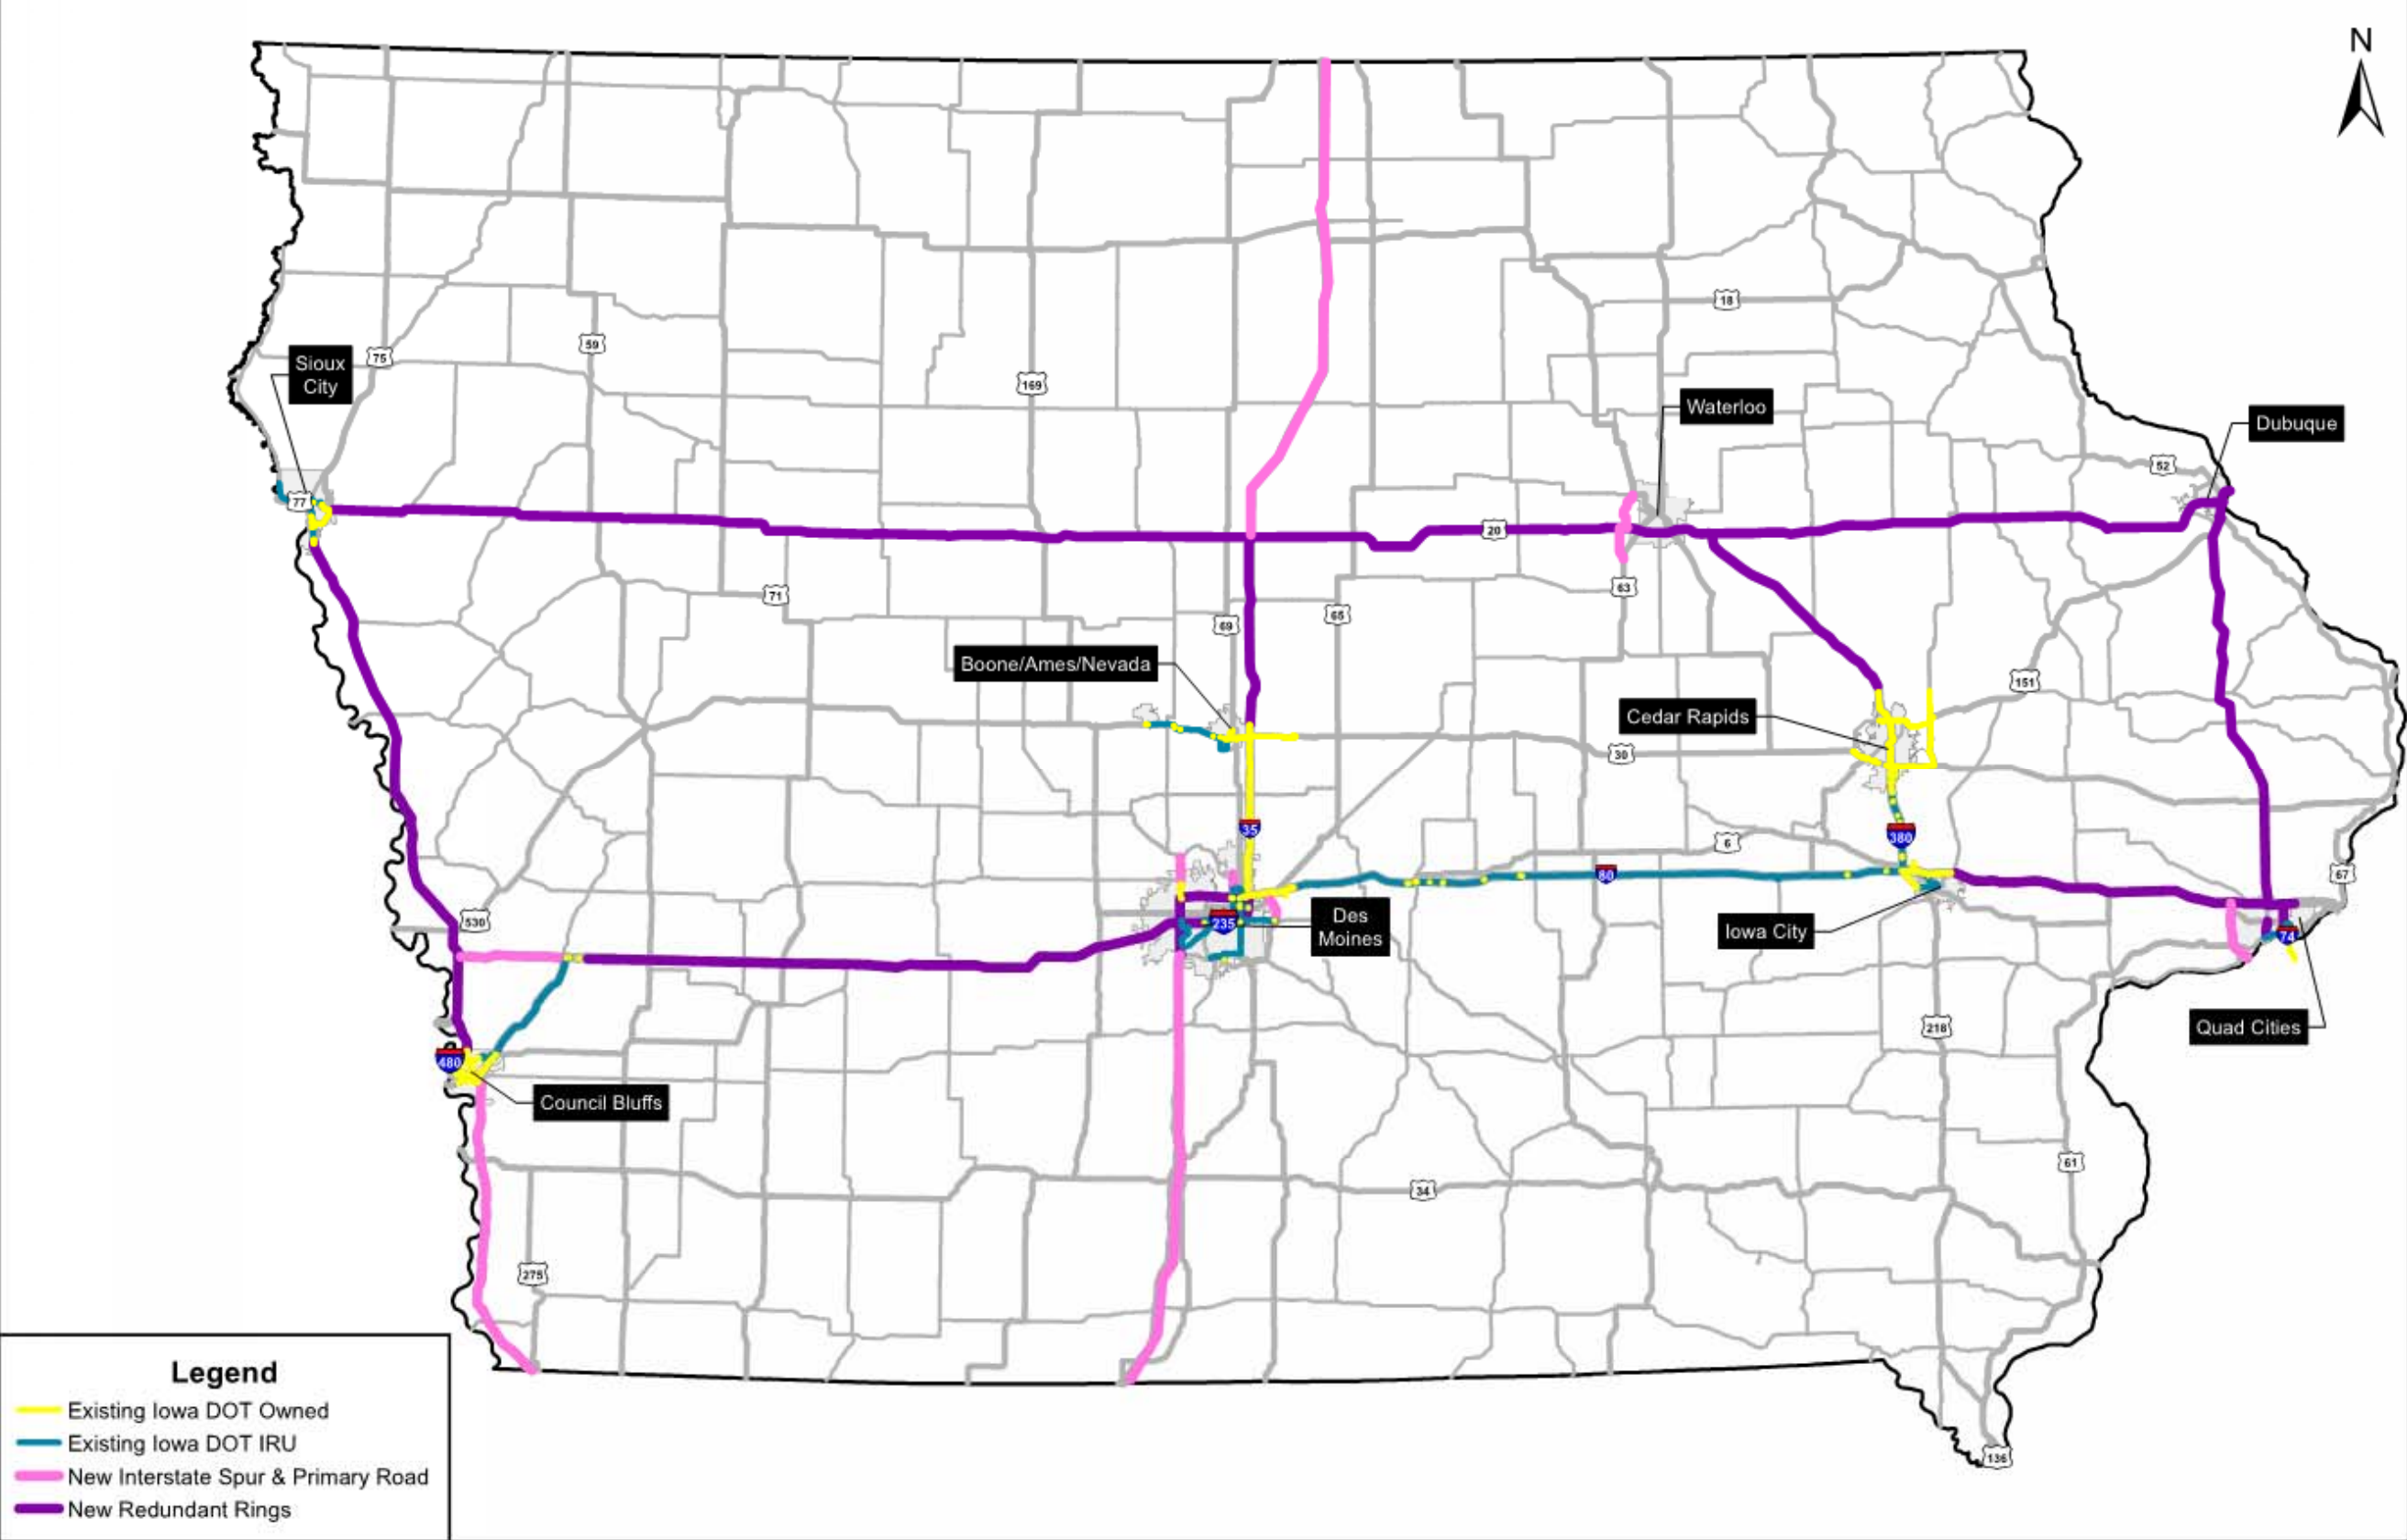 N
18
59
75
Sioux
City
169
Waterloo
Dubuque
52
77
20
71
63
65
69
Boone/Ames/Nevada
151
Cedar Rapids
30
35
380
6
80
67
530
235
Des
Moines
Iowa City
74
218
Quad Cities
480
Council Bluffs
61
34
275
136
Legend
Existing Iowa DOT Owned
Existing Iowa DOT IRU
New Interstate Spur & Primary Road
New Redundant Rings